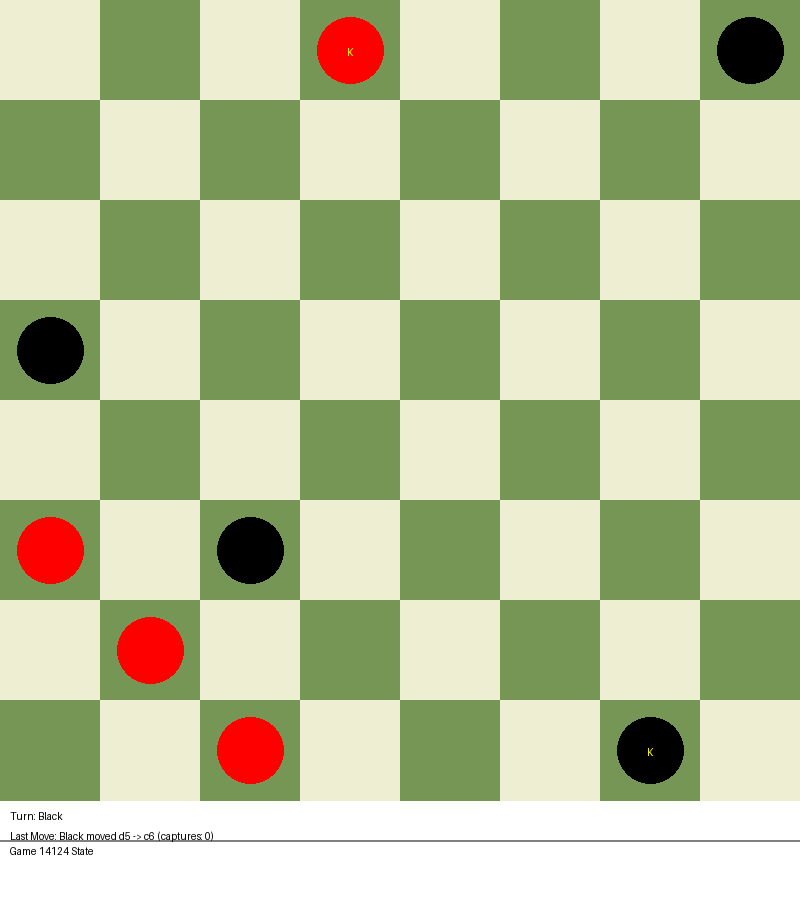 K
K
Turn: Black
Last Move: Black moved d5 -> c6 (captures: 0)
Game 14124 State